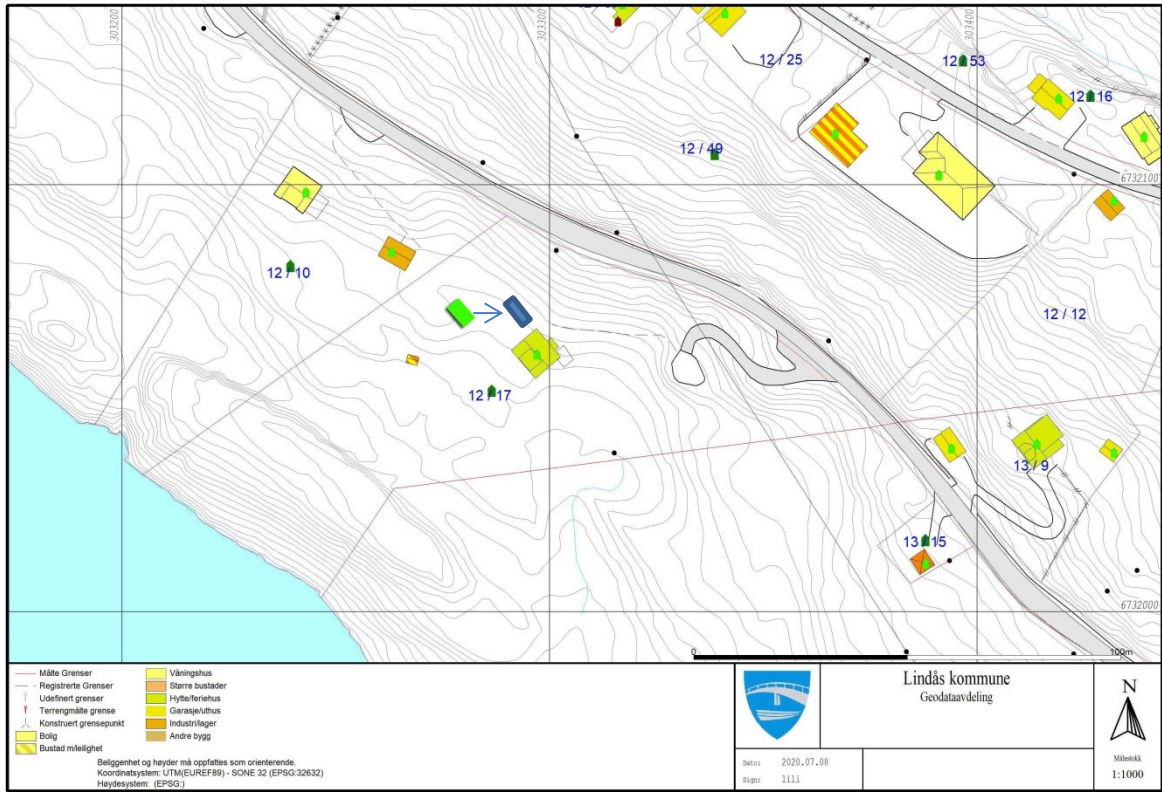 303200
303300
303400
12 / 25
12 / 53
12 / 16
12 / 49
6732100
12 / 10
12 / 12
12 / 17
13 / 9
13 / 15
6732000
0
100m
Målte Grenser
Registrerte Grenser
Udefinert grenser
Terrengmålte grense
Konstruert grensepunkt
Bolig
Bustad m/leilighet
Våningshus
Större bustader
Hytte/feriehus
Garasje/uthus
Industri/lager
Andre bygg
Beliggenhet og høyder må oppfattes som orienterende.
Koordinatsystem: UTM(EUREF89) - SONE 32 (EPSG:32632)
Høydesystem: (EPSG:)
Lindås kommune
Geodataavdeling
Dato: 2020.07.08
Sign: lili
N
Målestokk
1:1000